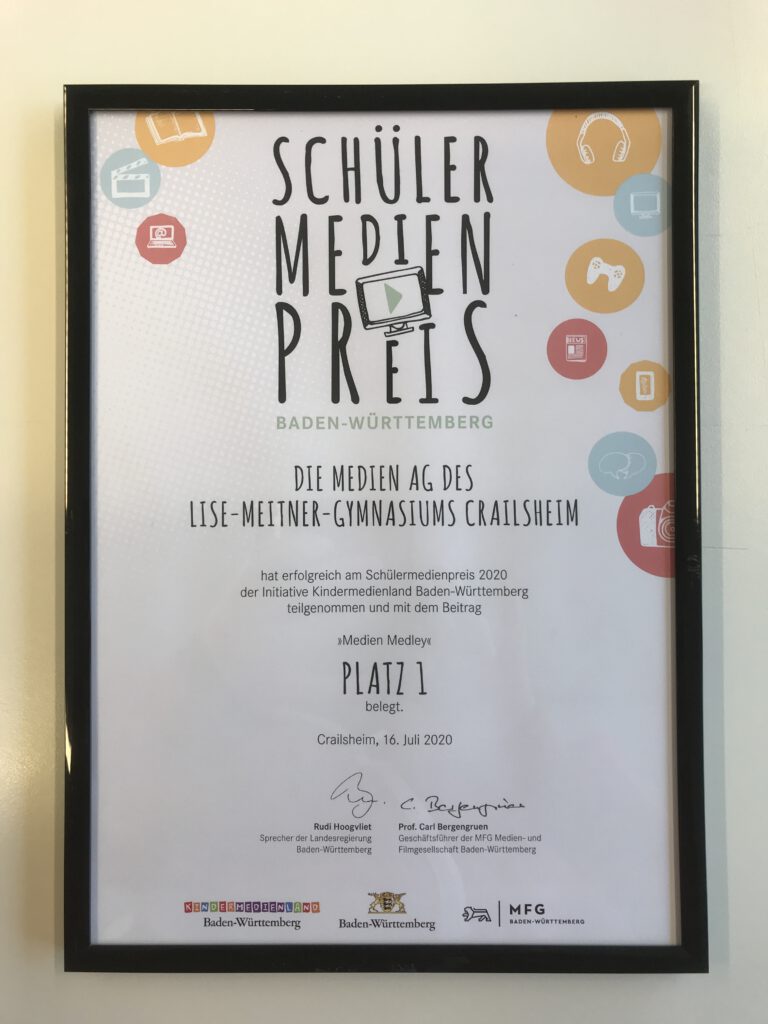 SCHÜLER
MEDIEN
PREIS
BADEN-WÜRTTEMBERG
DIE MEDIEN AG DES
LISE-MEITNER-GYMNASIUMS CRAILSHEIM
hat erfolgreich am Schülermedienpreis 2020
der Initiative Kindermedienland Baden-Württemberg
teilgenommen und mit dem Beitrag
»Medien Medley«
PLATZ 1
belegt.
Crailsheim, 16. Juli 2020
C. Bergengruen
Rudi Hoogvliet
Sprecher der Landesregierung
Baden-Württemberg
Prof. Carl Bergengruen
Geschäftsführer der MFG Medien- und
Filmgesellschaft Baden-Württemberg
KINDERMEDIENLAND
Baden-Württemberg
Baden-Württemberg
MFG
BADEN-WÜRTTEMBERG
@
NEWS